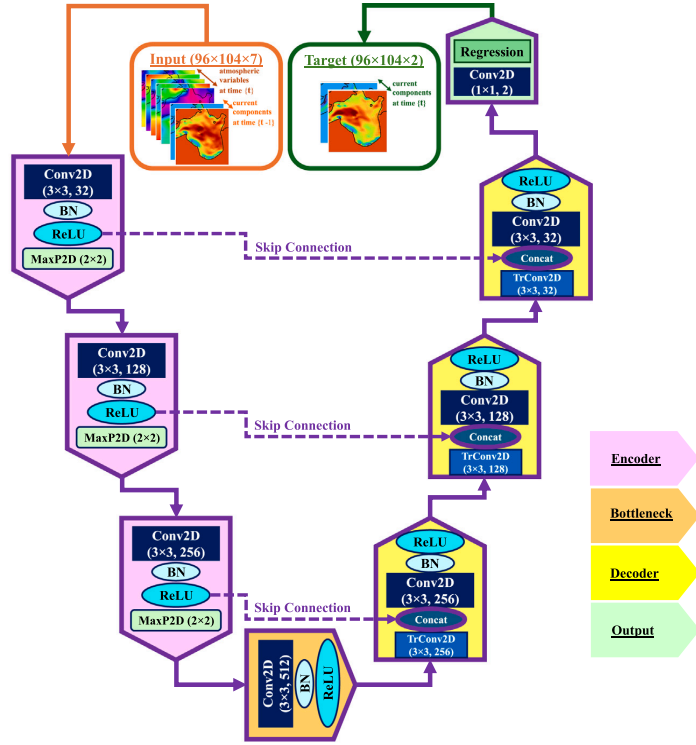 Input (96×104×7)
atmospheric
variables
at time {t}
current
components
at time {t -1}
Target (96×104×2)
current
components
at time {t}
Regression
Conv2D
(1×1, 2)
Conv2D
(3×3, 32)
BN
ReLU
MaxP2D (2×2)
Skip Connection
ReLU
BN
Conv2D
(3×3, 32)
Concat
TrConv2D
(3×3, 32)
Conv2D
(3×3, 128)
BN
ReLU
MaxP2D (2×2)
Skip Connection
ReLU
BN
Conv2D
(3×3, 128)
Concat
TrConv2D
(3×3, 128)
Conv2D
(3×3, 256)
BN
ReLU
MaxP2D (2×2)
Skip Connection
ReLU
BN
Conv2D
(3×3, 256)
Concat
TrConv2D
(3×3, 256)
Conv2D
(3×3, 512)
BN
ReLU
Encoder
Bottleneck
Decoder
Output